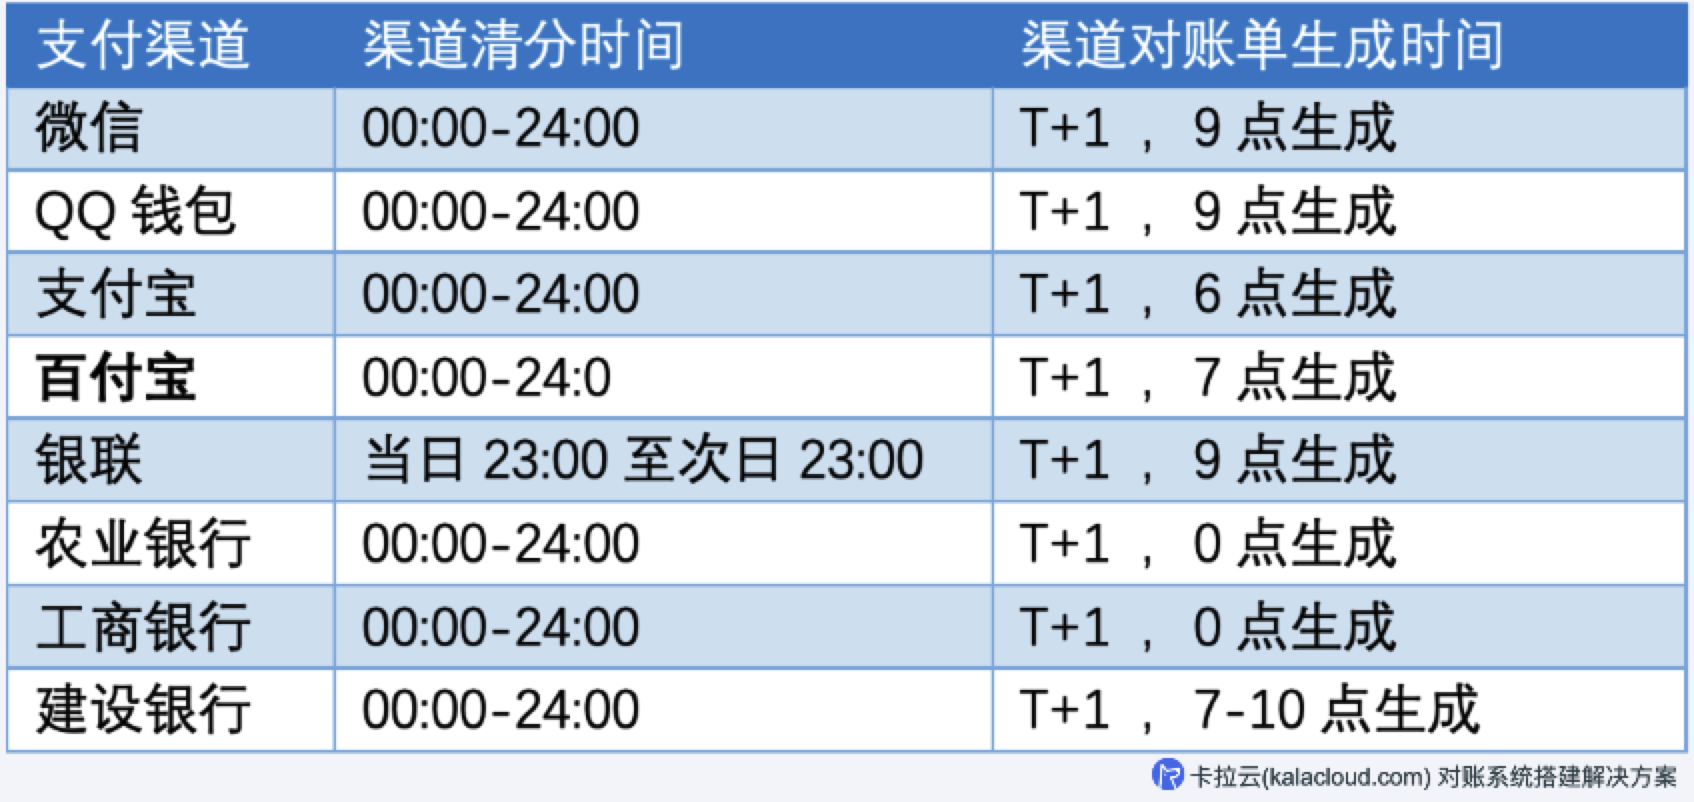 支付渠道 渠道清分时间 渠道对账单生成时间
微信 00:00-24:00 T+1 , 9 点生成
QQ 钱包 00:00-24:00 T+1 , 9 点生成
支付宝 00:00-24:00 T+1 , 6 点生成
百付宝 00:00-24:0 T+1 , 7 点生成
银联 当日 23:00 至次日 23:00 T+1 , 9 点生成
农业银行 00:00-24:00 T+1 , 0 点生成
工商银行 00:00-24:00 T+1 , 0 点生成
建设银行 00:00-24:00 T+1 , 7-10 点生成
卡拉云(kalacloud.com) 对账系统搭建解决方案